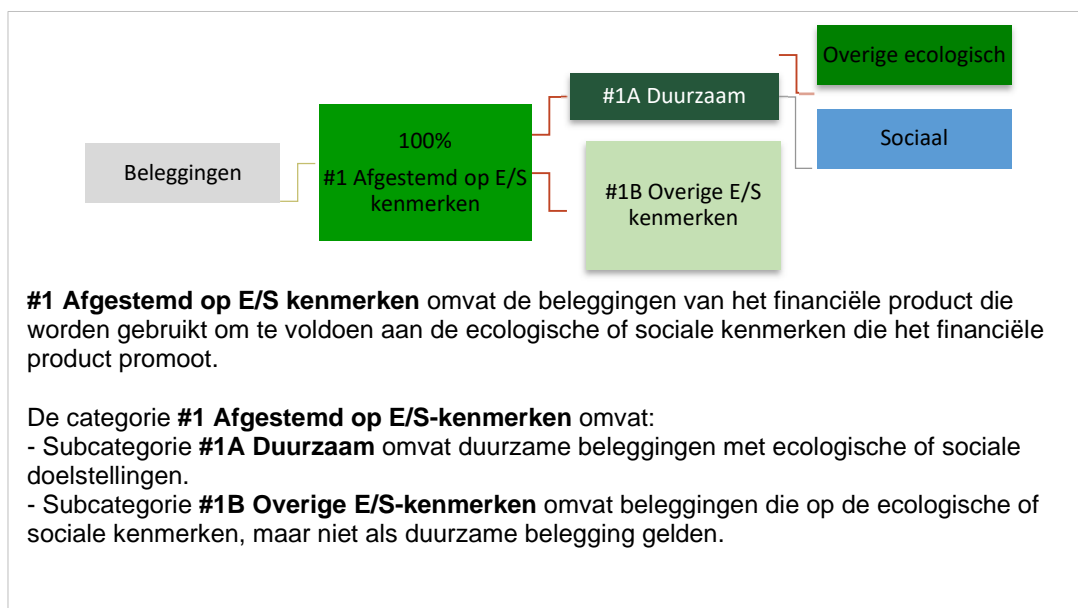 Overige ecologisch
#1A Duurzaam
100%
Sociaal
Beleggingen
#1 Afgestemd op E/S
kenmerken
#1B Overige E/S
kenmerken
#1 Afgestemd op E/S kenmerken omvat de beleggingen van het financiële product die
worden gebruikt om te voldoen aan de ecologische of sociale kenmerken die het financiële
product promoot.
De categorie #1 Afgestemd op E/S-kenmerken omvat:
- Subcategorie #1A Duurzaam omvat duurzame beleggingen met ecologische of sociale
doelstellingen.
- Subcategorie #1B Overige E/S-kenmerken omvat beleggingen die op de ecologische of
sociale kenmerken, maar niet als duurzame belegging gelden.